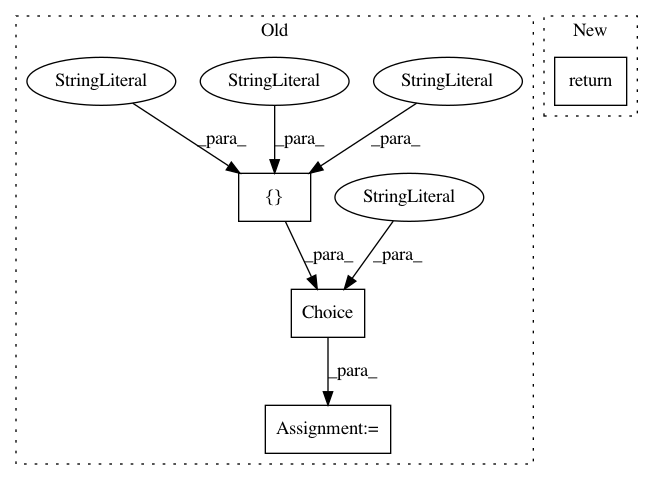 Old
New
StringLiteral
StringLiteral
StringLiteral
return
_para_
_para_
_para_
{}
StringLiteral
_para_
_para_
Choice
_para_
Assignment:=